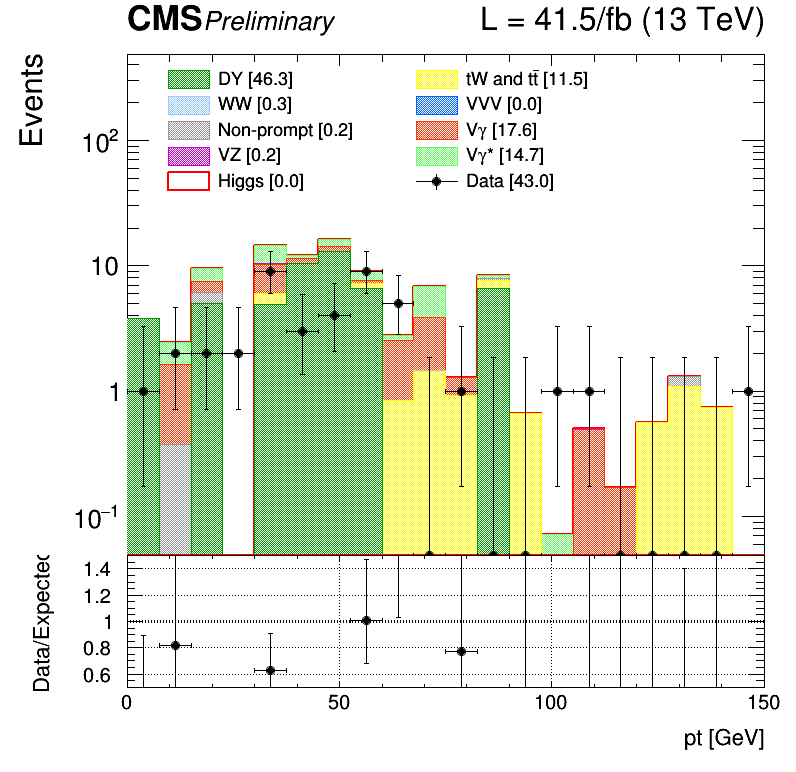 CMS Preliminary L = 41.5/fb (13 TeV)
Events
DY [46.3] tW and tt̄ [11.5]
WW [0.3] VVV [0.0]
Non-prompt [0.2] Vγ [17.6]
VZ [0.2] Vγ* [14.7]
Higgs [0.0] Data [43.0]
10²
10
1
10⁻¹
Data/Expected
1.4
1.2
1
0.8
0.6
0 50 100 150
pt [GeV]